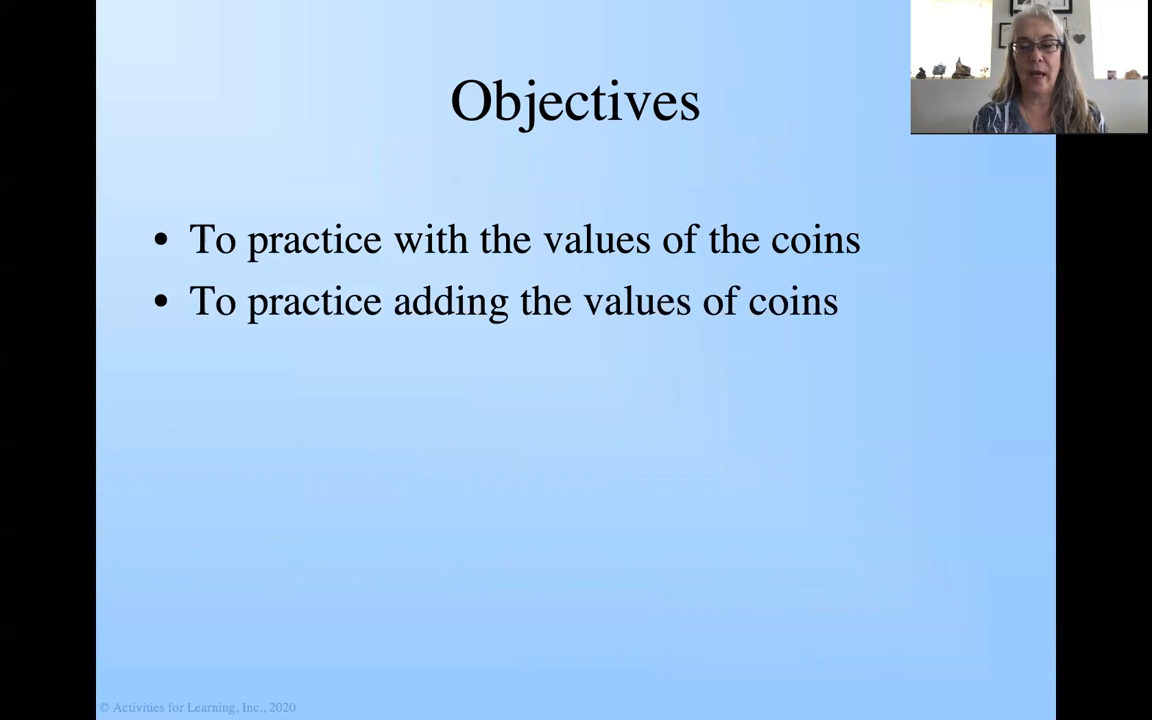 Objectives
• To practice with the values of the coins
• To practice adding the values of coins
© Activities for Learning, Inc., 2020